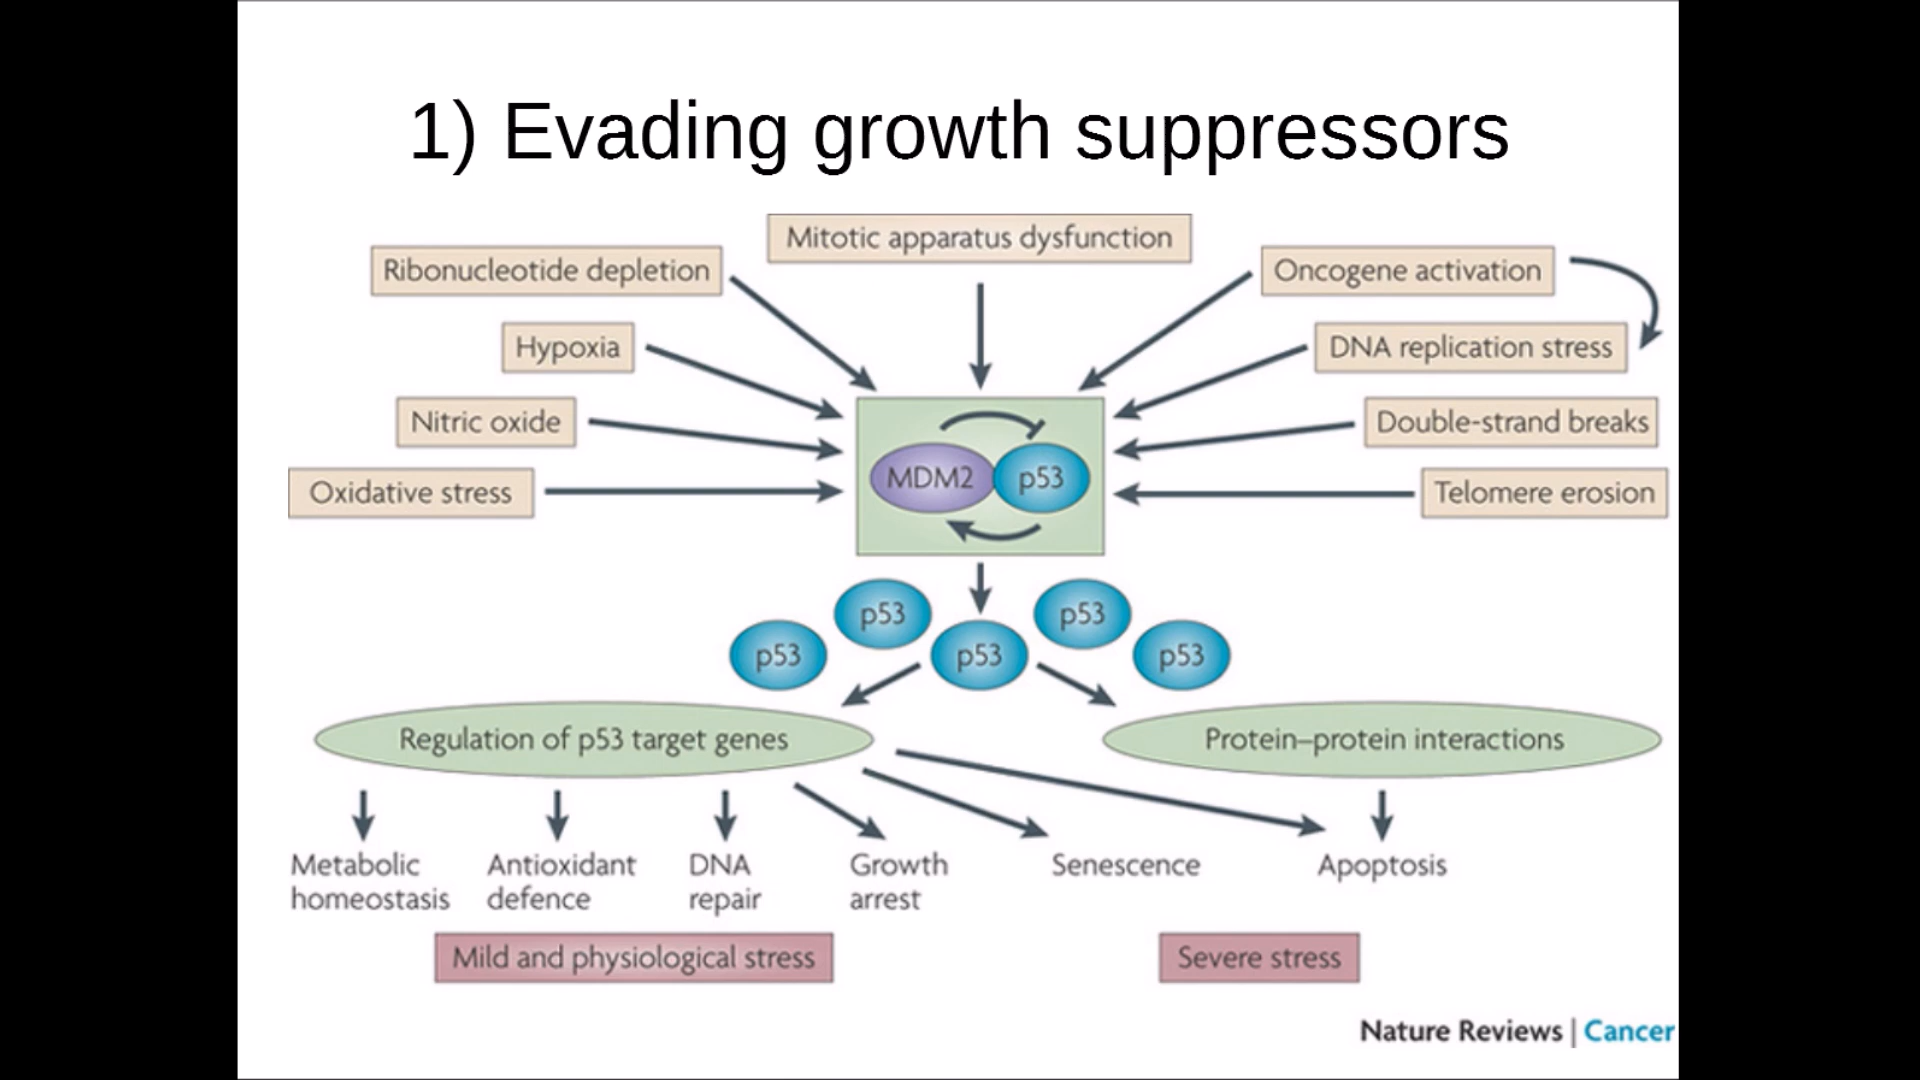 1) Evading growth suppressors
Mitotic apparatus dysfunction
Ribonucleotide depletion
Oncogene activation
Hypoxia
DNA replication stress
Nitric oxide
Double-strand breaks
MDM2
p53
Oxidative stress
Telomere erosion
p53
p53
p53
p53
p53
Regulation of p53 target genes
Protein–protein interactions
Metabolic
homeostasis
Antioxidant
defence
DNA
repair
Growth
arrest
Senescence
Apoptosis
Mild and physiological stress
Severe stress
Nature Reviews | Cancer